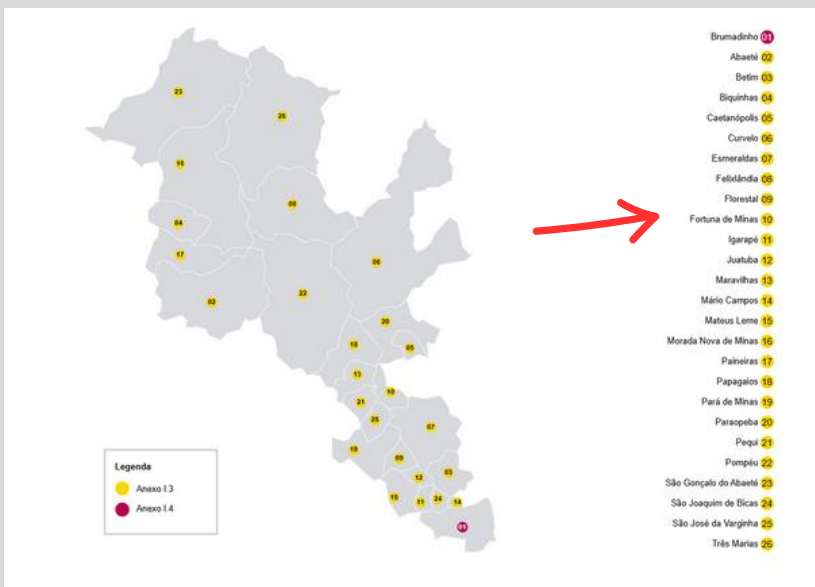 23
26
16
08
04
17
06
02
22
20
18
05
13
10
21
25
07
19
09
03
12
15
11
24
14
01
Legenda
Anexo I.3
Anexo I.4
Brumadinho 01
Abaeté 02
Betim 03
Biquinhas 04
Caetanópolis 05
Curvelo 06
Esmeraldas 07
Felixlândia 08
Florestal 09
Fortuna de Minas 10
Igarapé 11
Juatuba 12
Maravilhas 13
Mário Campos 14
Mateus Leme 15
Morada Nova de Minas 16
Paineiras 17
Papagaios 18
Pará de Minas 19
Paraopeba 20
Pequi 21
Pompéu 22
São Gonçalo do Abaeté 23
São Joaquim de Bicas 24
São José da Varginha 25
Três Marias 26